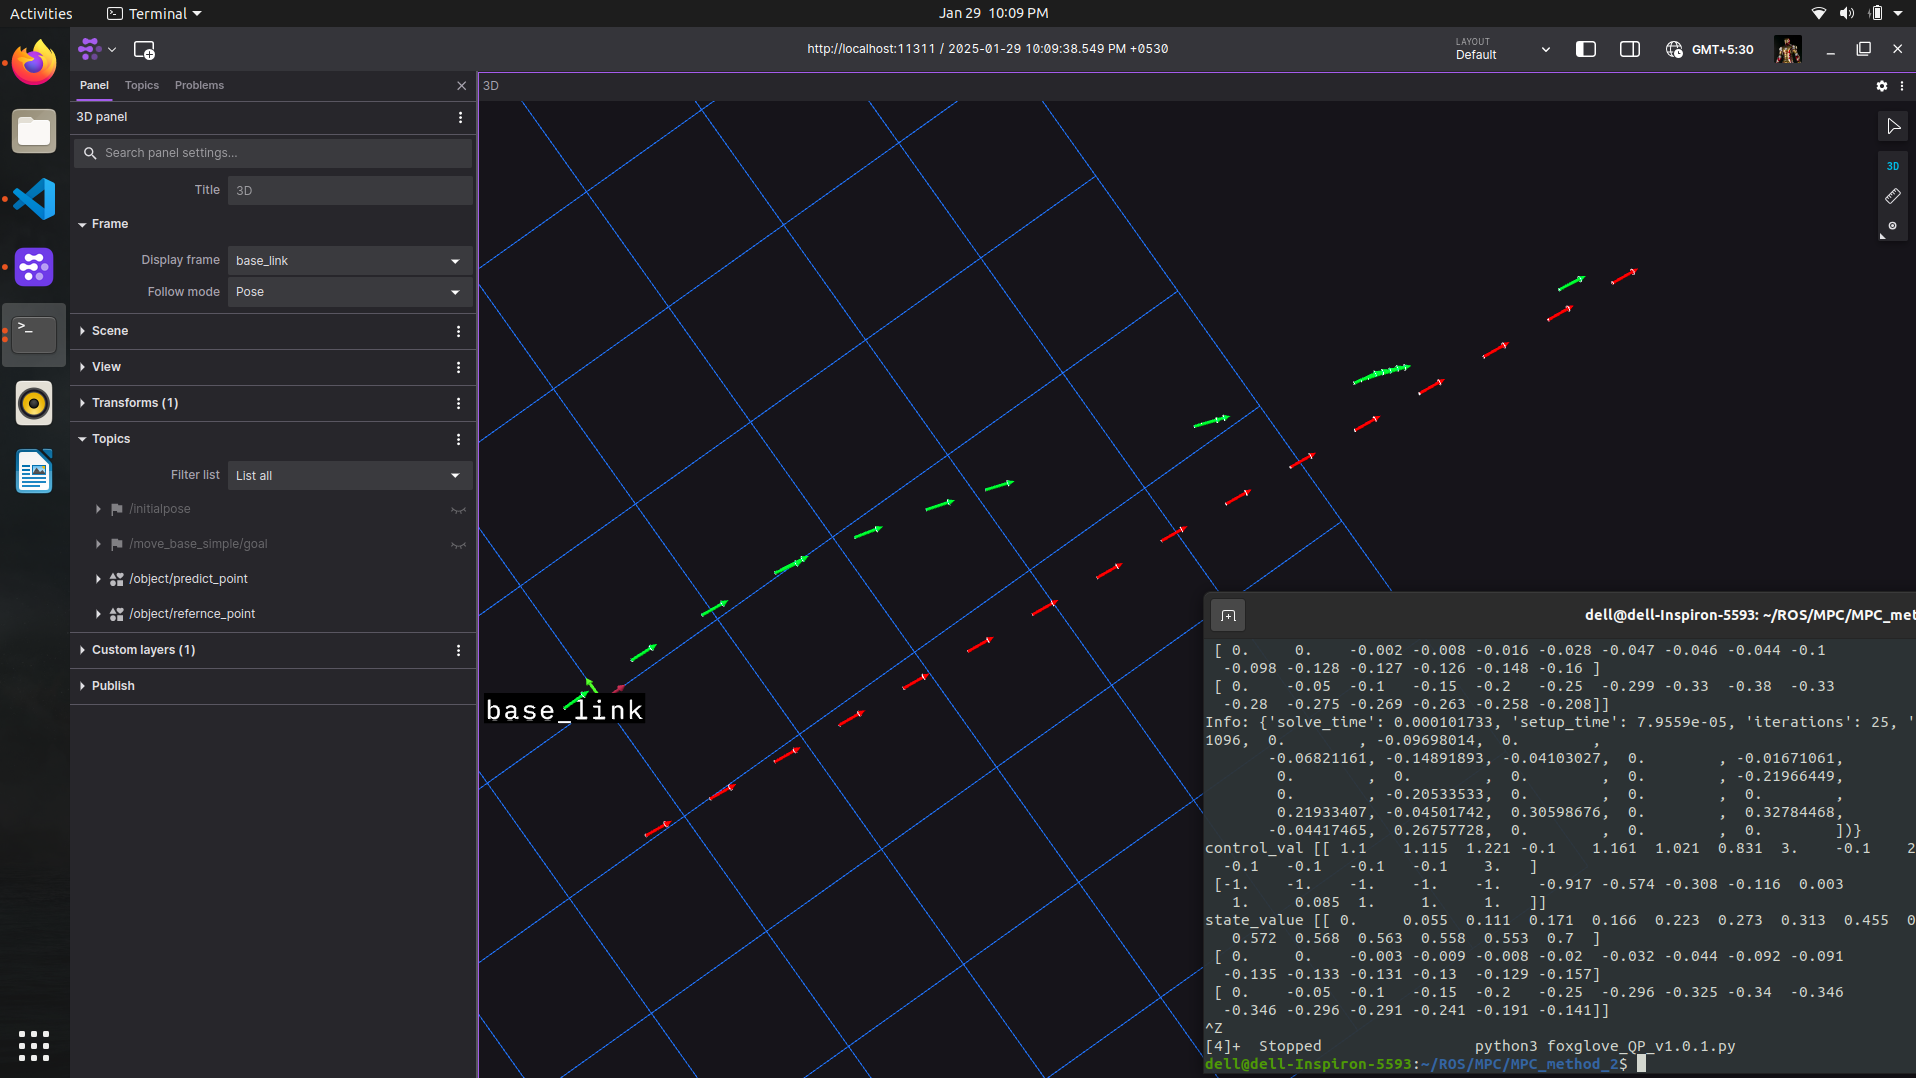 Activities
Terminal
Jan 29 10:09 PM
http://localhost:11311 / 2025-01-29 10:09:38.549 PM +0530
LAYOUT
Default
GMT+5:30
Panel
Topics
Problems
3D panel
Search panel settings...
Title
3D
Frame
Display frame
base_link
Follow mode
Pose
Scene
View
Transforms (1)
Topics
Filter list
List all
/initialpose
/move_base_simple/goal
/object/predict_point
/object/refernce_point
Custom layers (1)
Publish
3D
3D
base_link
dell@dell-Inspiron-5593: ~/ROS/MPC/MPC_met
[ 0. 0. -0.002 -0.008 -0.016 -0.028 -0.047 -0.046 -0.044 -0.1
-0.098 -0.128 -0.127 -0.126 -0.148 -0.16 ]
[ 0. -0.05 -0.1 -0.15 -0.2 -0.25 -0.299 -0.33 -0.38 -0.33
-0.28 -0.275 -0.269 -0.263 -0.258 -0.208]]
Info: {'solve_time': 0.000101733, 'setup_time': 7.9559e-05, 'iterations': 25, '
1096, 0. , -0.09698014, 0. ,
-0.06821161, -0.14891893, -0.04103027, 0. , -0.01671061,
0. , 0. , 0. , 0. , -0.21966449,
0. , -0.20533533, 0. , 0. , 0. ,
0.21933407, -0.04501742, 0.30598676, 0. , 0.32784468,
-0.04417465, 0.26757728, 0. , 0. , 0. ])}
control_val [[ 1.1 1.115 1.221 -0.1 1.161 1.021 0.831 3. -0.1 2
-0.1 -0.1 -0.1 -0.1 3. ]
[-1. -1. -1. -1. -1. -0.917 -0.574 -0.308 -0.116 0.003
1. 0.085 1. 1. 1. ]]
state_value [[ 0. 0.055 0.111 0.171 0.166 0.223 0.273 0.313 0.455 0
0.572 0.568 0.563 0.558 0.553 0.7 ]
[ 0. 0. -0.003 -0.009 -0.008 -0.02 -0.032 -0.044 -0.092 -0.091
-0.135 -0.133 -0.131 -0.13 -0.129 -0.157]
[ 0. -0.05 -0.1 -0.15 -0.2 -0.25 -0.296 -0.325 -0.34 -0.346
-0.346 -0.296 -0.291 -0.241 -0.191 -0.141]]
^Z
[4]+ Stopped python3 foxglove_QP_v1.0.1.py
dell@dell-Inspiron-5593:~/ROS/MPC/MPC_method_2$